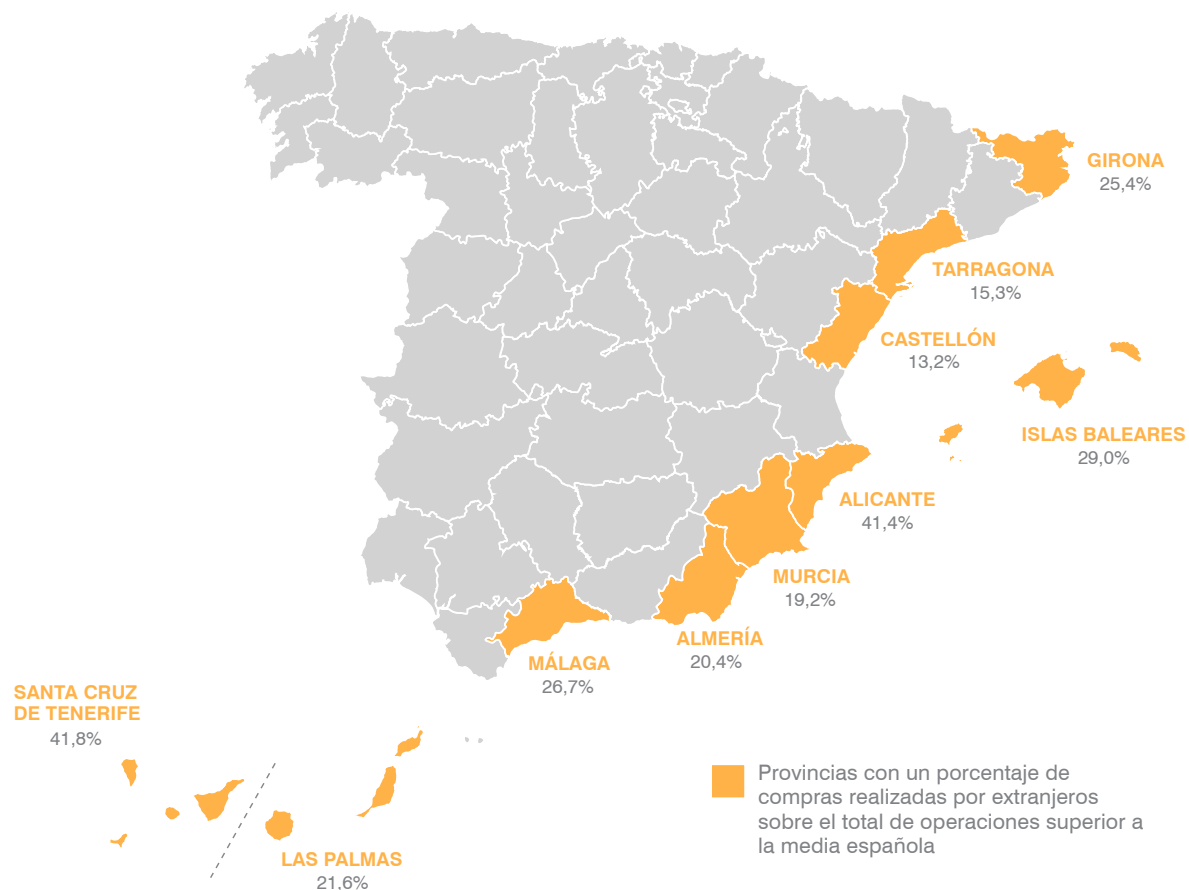 GIRONA
25,4%
TARRAGONA
15,3%
CASTELLÓN
13,2%
ISLAS BALEARES
29,0%
ALICANTE
41,4%
MURCIA
19,2%
ALMERÍA
20,4%
MÁLAGA
26,7%
SANTA CRUZ
DE TENERIFE
41,8%
LAS PALMAS
21,6%
Provincias con un porcentaje de
compras realizadas por extranjeros
sobre el total de operaciones superior a
la media española